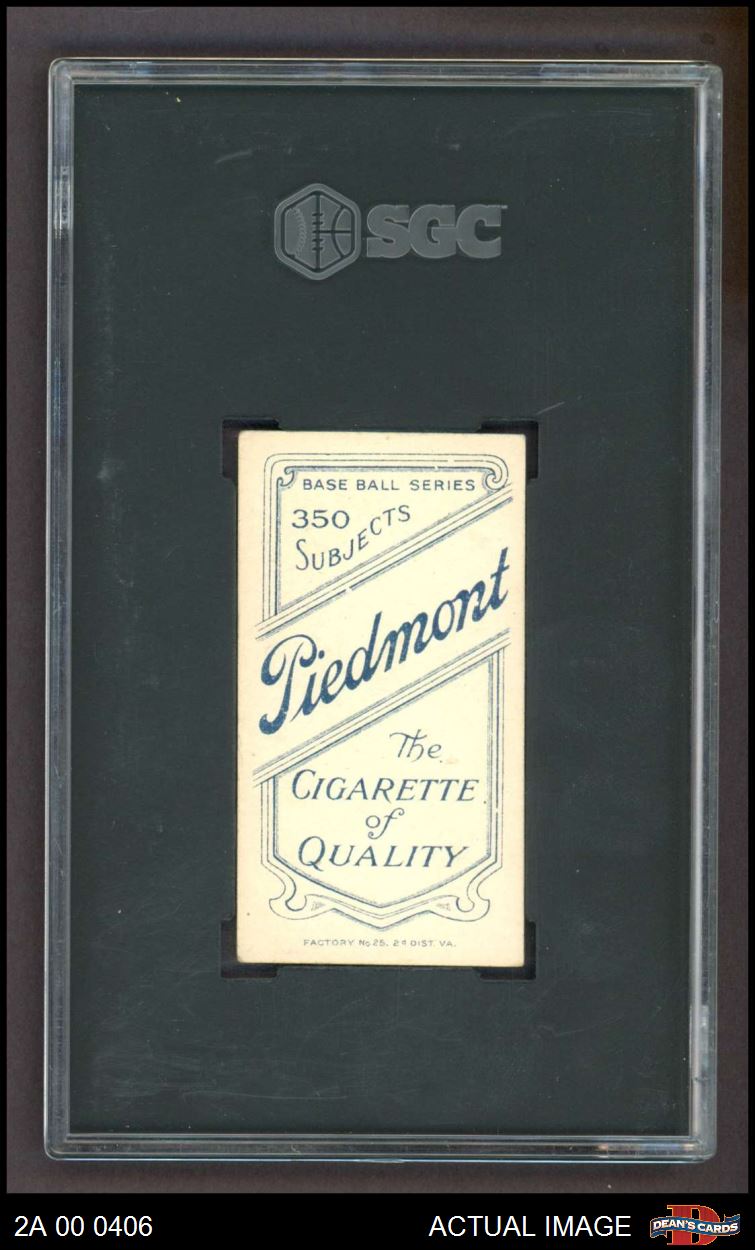 SGC
BASE BALL SERIES
350
SUBJECTS
Piedmont
The
CIGARETTE
of
QUALITY
FACTORY No 25. 2d DIST. VA.
2A 00 0406
ACTUAL IMAGE
DEAN'S CARDS